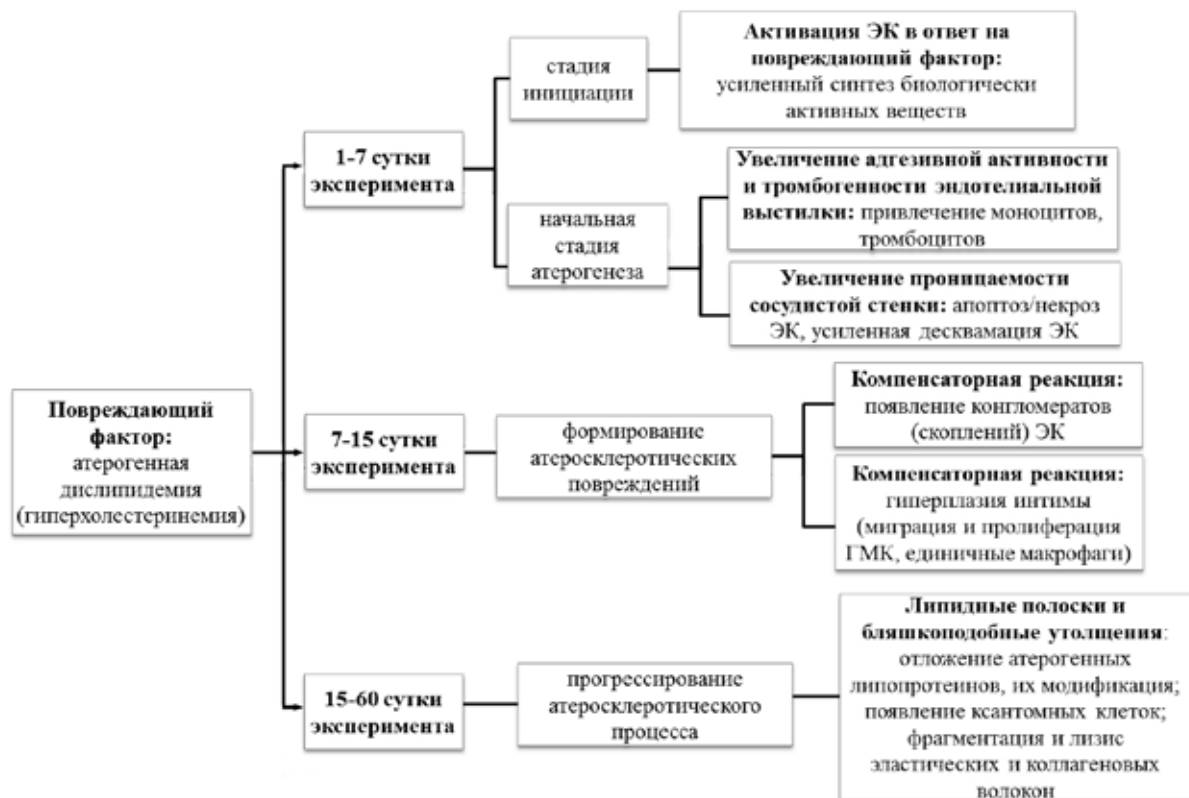 Повреждающий
фактор:
атерогенная
дислипидемия
(гиперхолестеринемия)
1-7 сутки
эксперимента
стадия
инициации
Активация ЭК в ответ на
повреждающий фактор:
усиленный синтез биологически
активных веществ
начальная
стадия
атерогенеза
Увеличение адгезивной активности
и тромбогенности эндотелиальной
выстилки: привлечение моноцитов,
тромбоцитов
Увеличение проницаемости
сосудистой стенки: апоптоз/некроз
ЭК, усиленная десквамация ЭК
7-15 сутки
эксперимента
формирование
атеросклеротических
повреждений
Компенсаторная реакция:
появление конгломератов
(скоплений) ЭК
Компенсаторная реакция:
гиперплазия интимы
(миграция и пролиферация
ГМК, единичные макрофаги)
15-60 сутки
эксперимента
прогрессирование
атеросклеротического
процесса
Липидные полоски и
бляшкоподобные утолщения:
отложение атерогенных
липопротеинов, их модификация;
появление ксантомных клеток;
фрагментация и лизис
эластических и коллагеновых
волокон